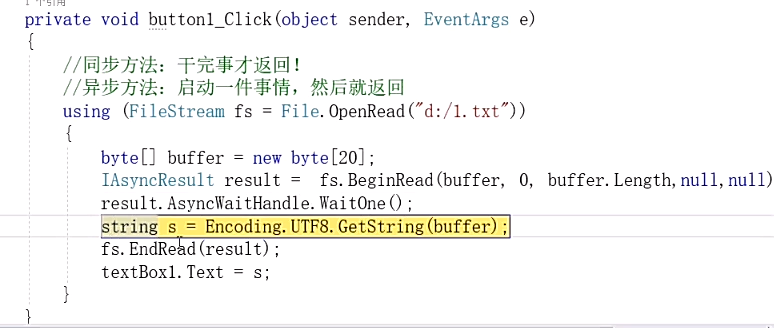 1 个引用
private void button1_Click(object sender, EventArgs e)
{
//同步方法：干完事才返回！
//异步方法：启动一件事情，然后就返回
using (FileStream fs = File.OpenRead("d:/1.txt"))
{
byte[] buffer = new byte[20];
IAsyncResult result =  fs.BeginRead(buffer, 0, buffer.Length,null,null)
result.AsyncWaitHandle.WaitOne();
string s = Encoding.UTF8.GetString(buffer);
fs.EndRead(result);
textBox1.Text = s;
}
}